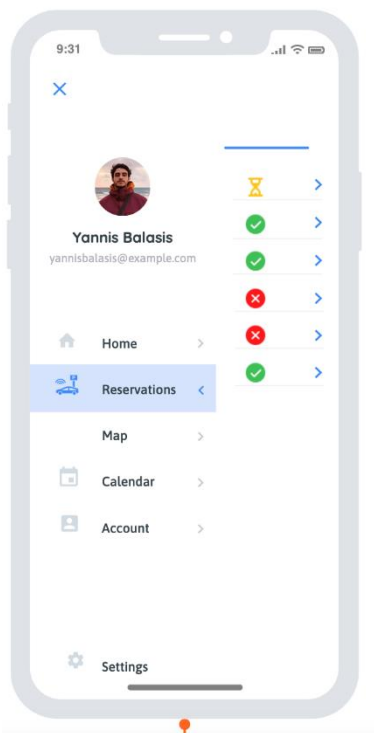 9:31
Yannis Balasis
yannisbalasis@example.com
Home
Reservations
Map
Calendar
Account
Settings